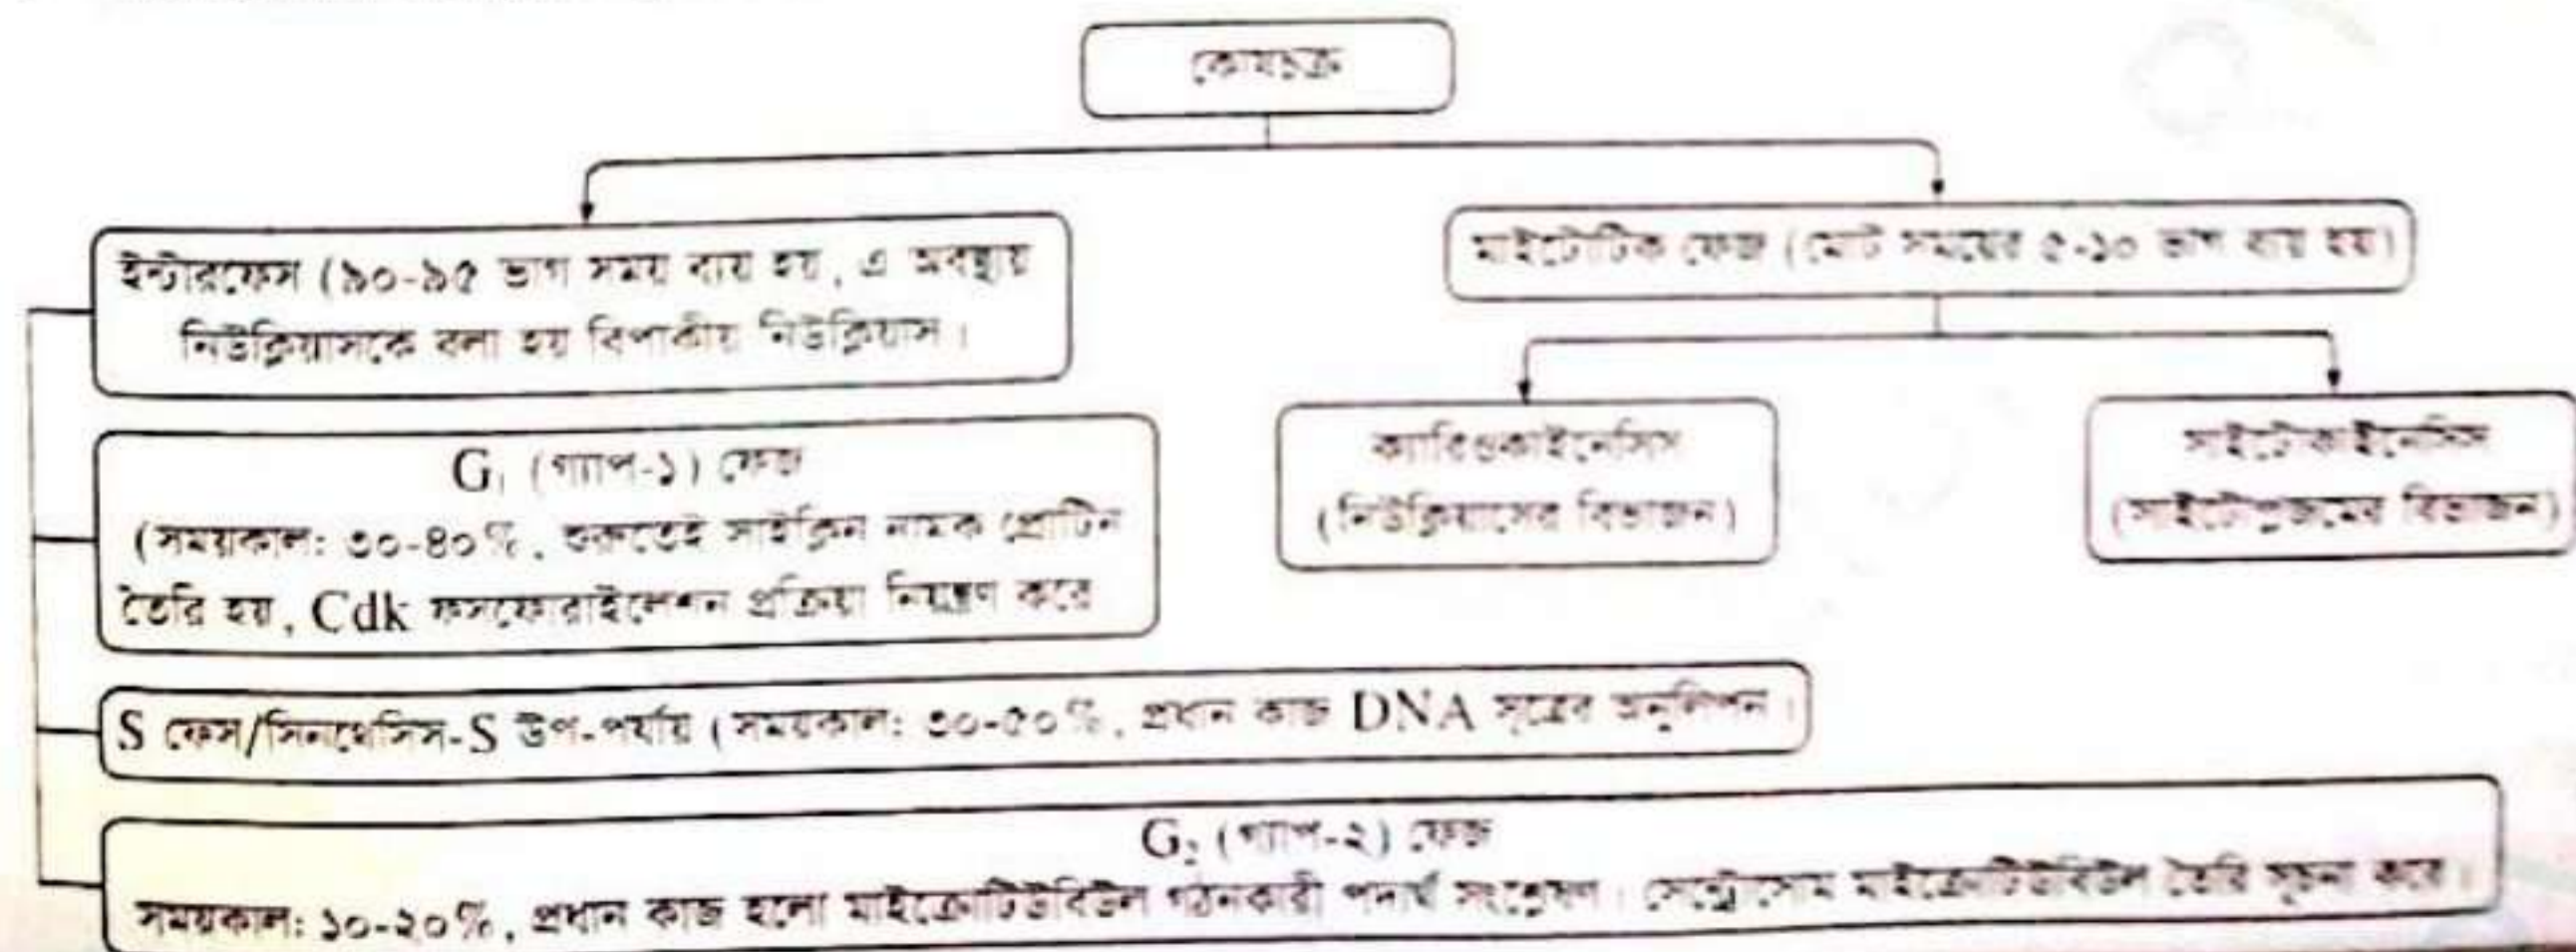 কোষচক্র
ইন্টারফেস (৯০-৯৫ ভাগ সময় ব্যয় হয়, এ অবস্থায়
নিউক্লিয়াসকে বলা হয় বিপাকীয় নিউক্লিয়াস।
মাইটোটিক ফেজ (মোট সময়ের ৫-১০ ভাগ ব্যয় হয়)
ক্যারিওকাইনেসিস
(নিউক্লিয়াসের বিভাজন)
সাইটোকাইনেসিস
(সাইটোপ্লাজমের বিভাজন)
G₁ (গ্যাপ-১) ফেজ
(সময়কাল: ৩০-৪০%, শুরুতেই সাইক্লিন নামক প্রোটিন
তৈরি হয়, Cdk ফসফোরাইলেশন প্রক্রিয়া নিয়ন্ত্রণ করে
S ফেস/সিনথেসিস-S উপ-পর্যায় (সময়কাল: ৩০-৫০%, প্রধান কাজ DNA সূত্রের অনুলিপন।
G₂ (গ্যাপ-২) ফেজ
সময়কাল: ১০-২০%, প্রধান কাজ হলো মাইক্রোটিউবিউল গঠনকারী পদার্থ সংশ্লেষণ। সেন্ট্রোসোম মাইক্রোটিউবিউল তৈরি সূচনা করে।